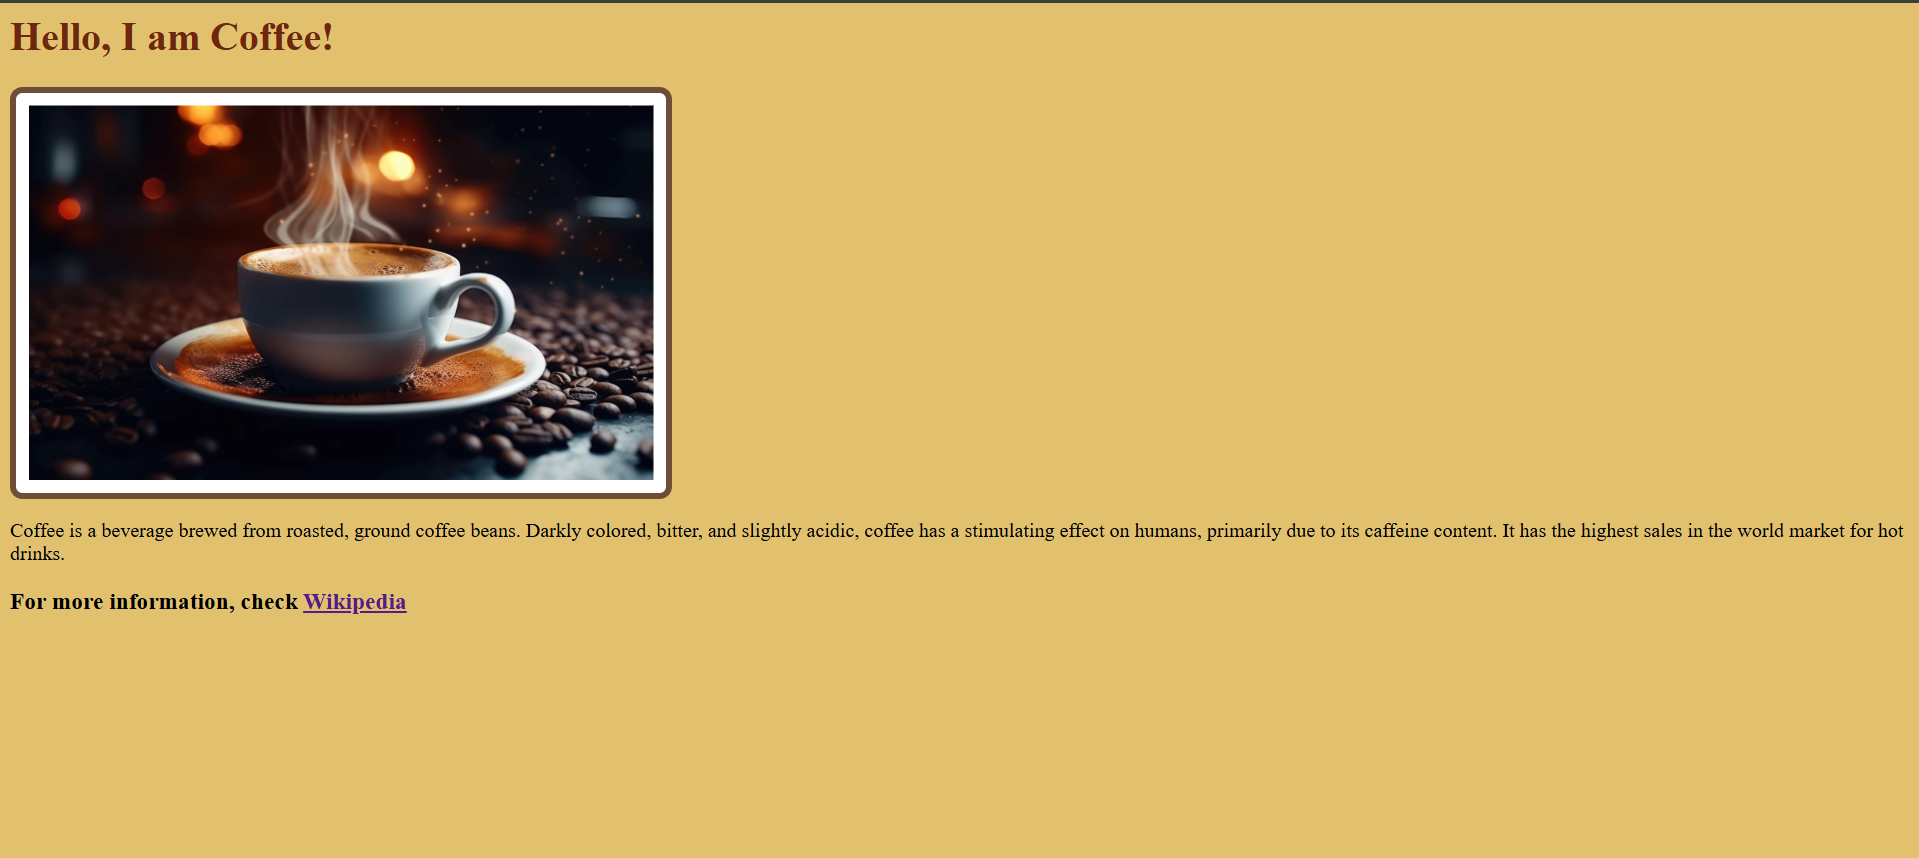 Hello, I am Coffee!
Coffee is a beverage brewed from roasted, ground coffee beans. Darkly colored, bitter, and slightly acidic, coffee has a stimulating effect on humans, primarily due to its caffeine content. It has the highest sales in the world market for hot
drinks.
For more information, check Wikipedia